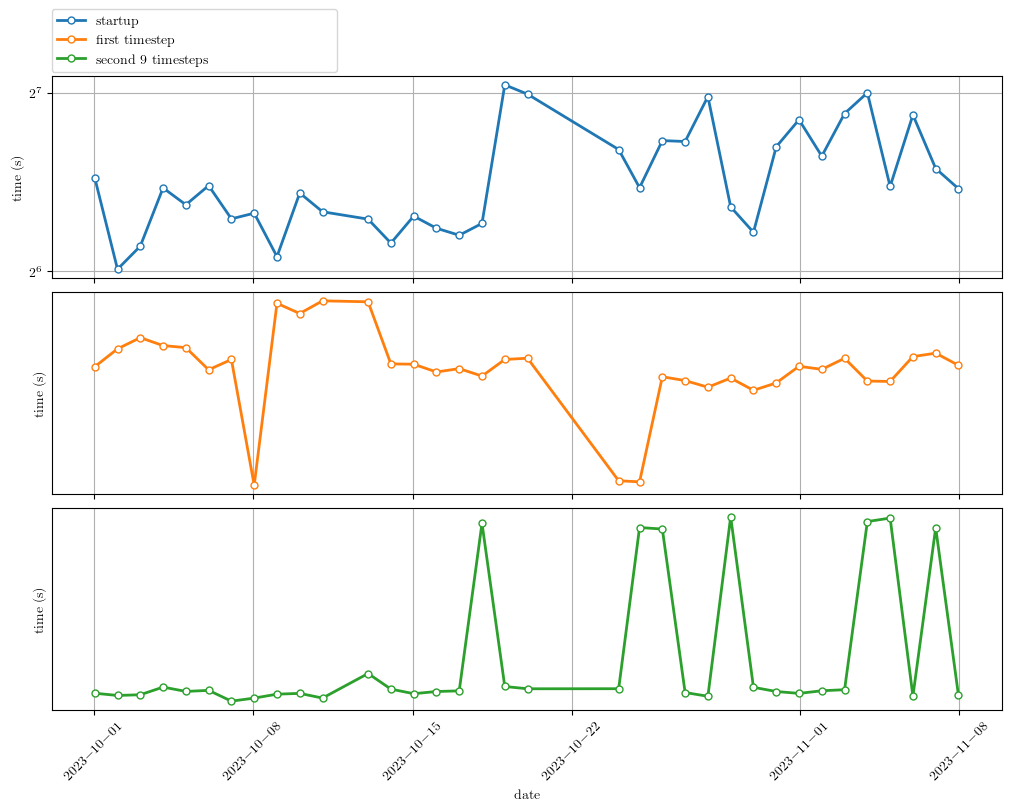 startup
first timestep
second 9 timesteps
2^7
time (s)
2^6
time (s)
time (s)
2023−10−01
2023−10−08
2023−10−15
2023−10−22
2023−11−01
2023−11−08
date